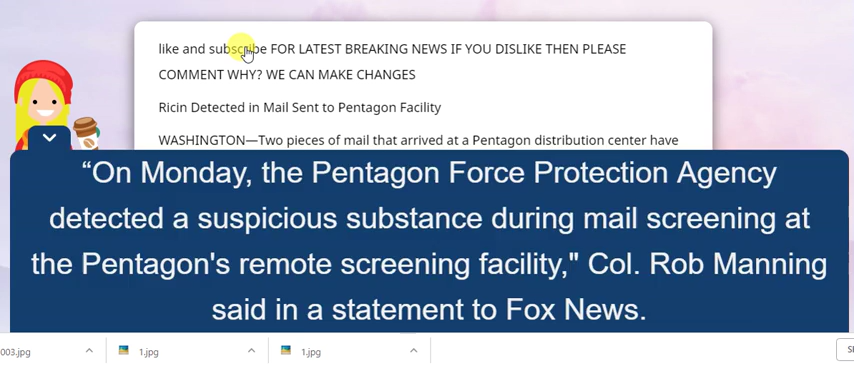 like and subscribe FOR LATEST BREAKING NEWS IF YOU DISLIKE THEN PLEASE
COMMENT WHY? WE CAN MAKE CHANGES
Ricin Detected in Mail Sent to Pentagon Facility
WASHINGTON—Two pieces of mail that arrived at a Pentagon distribution center have
“On Monday, the Pentagon Force Protection Agency
detected a suspicious substance during mail screening at
the Pentagon's remote screening facility," Col. Rob Manning
said in a statement to Fox News.
003.jpg
1.jpg
1.jpg